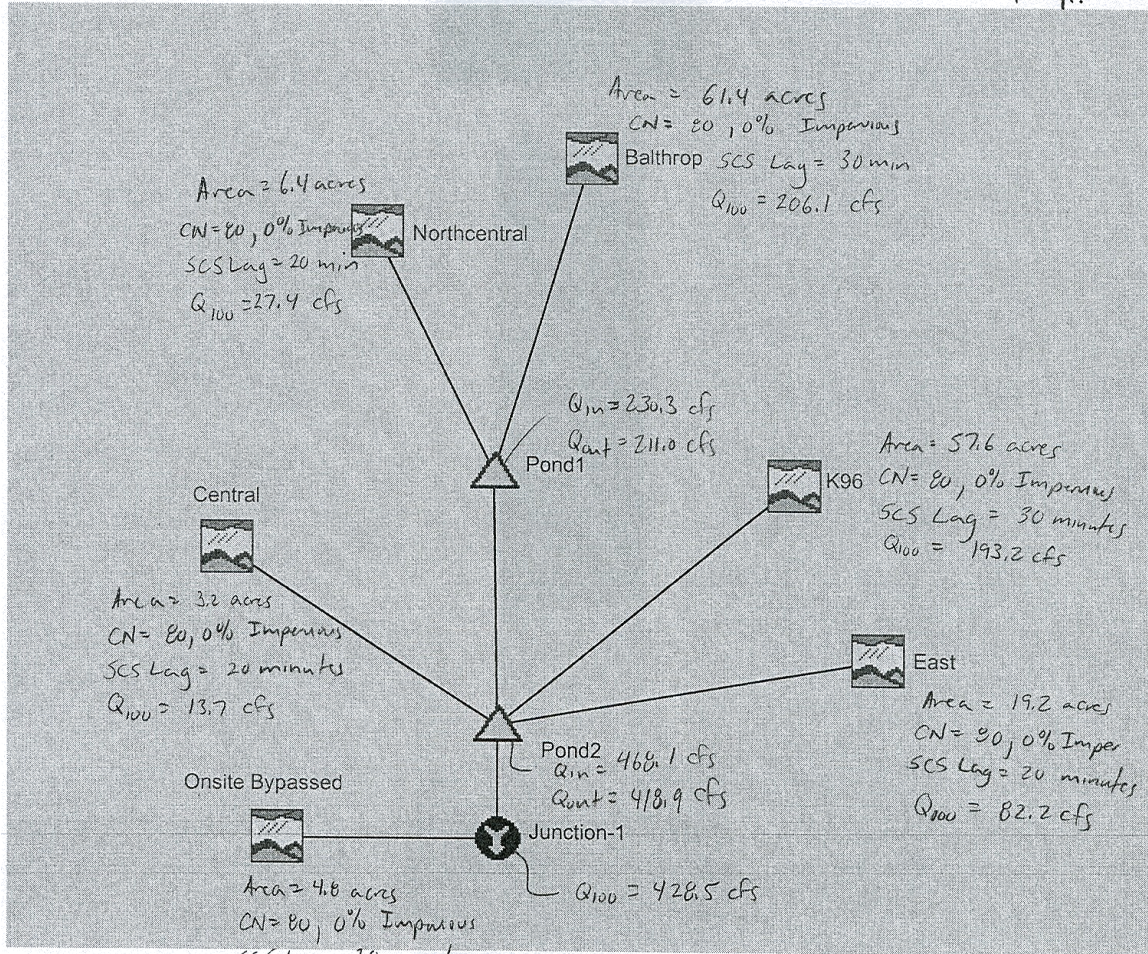 Area = 61.4 acres
CN = 80, 0% Impervious
Balthrop
SCS Lag = 30 min
Q100 = 206.1 cfs
Area = 6.4 acres
CN = 80, 0% Impervious
Northcentral
SCS Lag = 20 min
Q100 = 27.4 cfs
Qin = 230.3 cfs
Qout = 211.0 cfs
Pond1
Area = 57.6 acres
K96
CN = 80, 0% Impervious
SCS Lag = 30 minutes
Q100 = 193.2 cfs
Central
Area = 3.2 acres
CN = 80, 0% Impervious
SCS Lag = 20 minutes
Q100 = 13.7 cfs
East
Area = 19.2 acres
CN = 80, 0% Imper
SCS Lag = 20 minutes
Q100 = 82.2 cfs
Pond2
Qin = 468.1 cfs
Qout = 418.9 cfs
Onsite Bypassed
Junction-1
Q100 = 428.5 cfs
Area = 4.8 acres
CN = 80, 0% Impervious